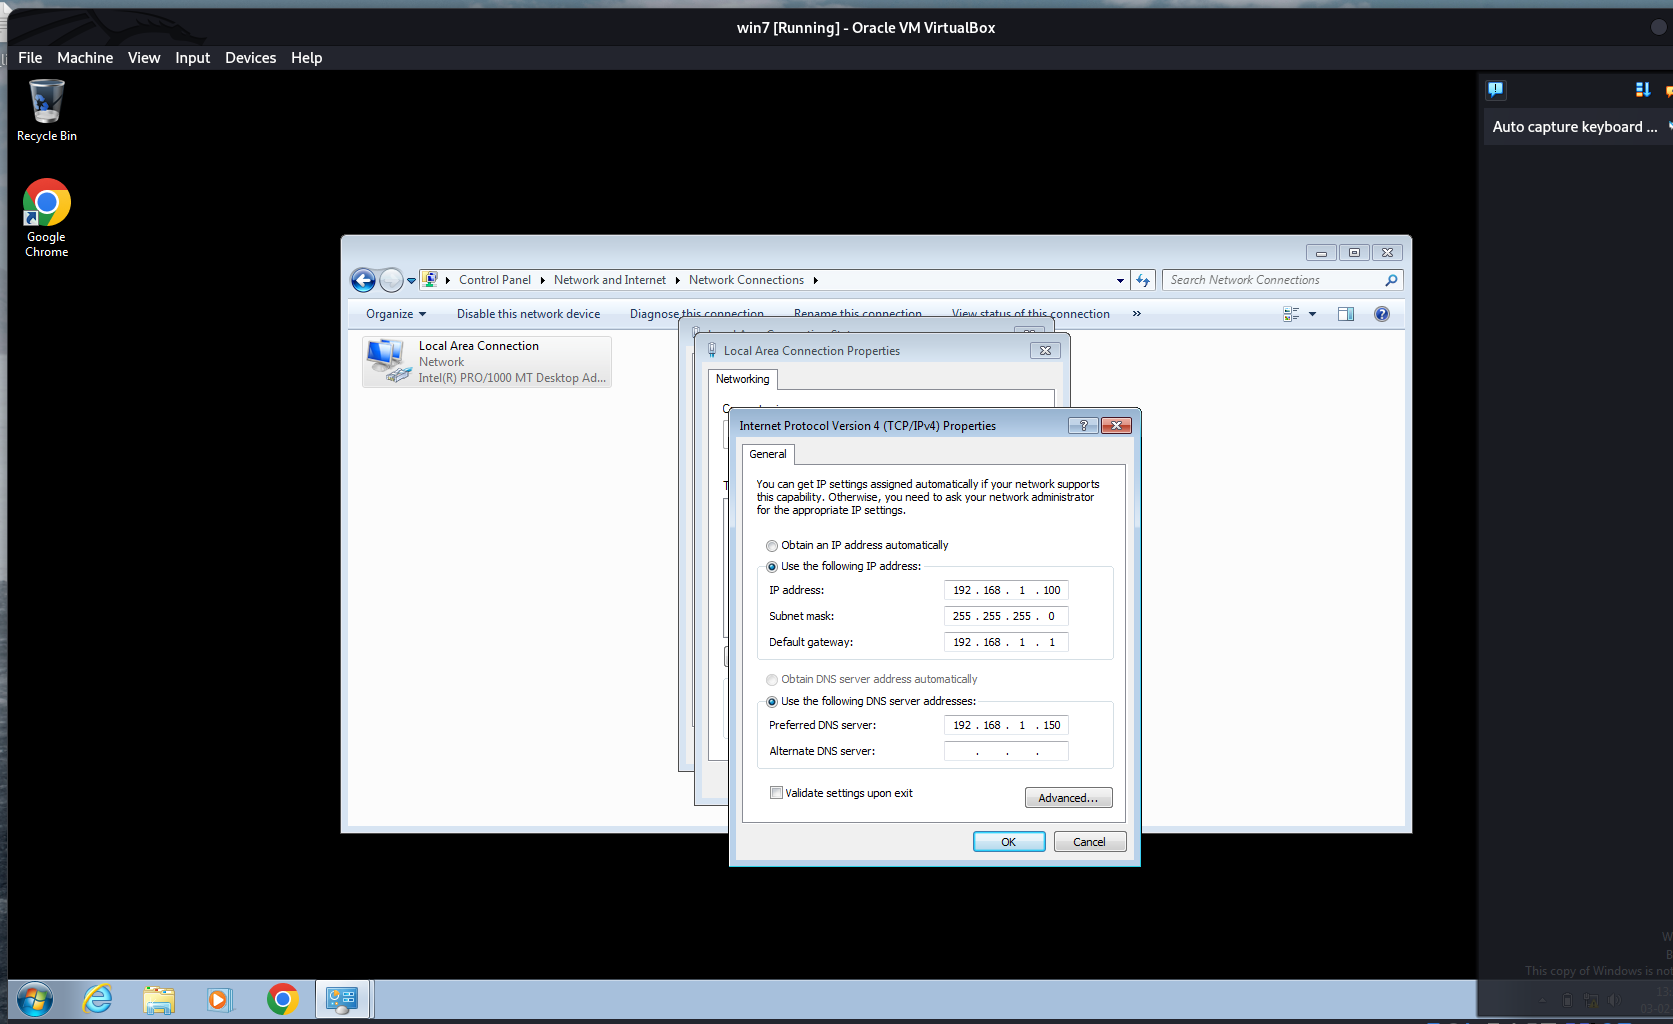 win7 [Running] - Oracle VM VirtualBox
File Machine View Input Devices Help
Recycle Bin
Google
Chrome
Auto capture keyboard ...
Control Panel Network and Internet Network Connections
Search Network Connections
Organize Disable this network device Diagnose this connection Rename this connection View status of this connection »
Local Area Connection
Network
Intel(R) PRO/1000 MT Desktop Ad...
Local Area Connection Properties
Networking
Internet Protocol Version 4 (TCP/IPv4) Properties
General
You can get IP settings assigned automatically if your network supports
this capability. Otherwise, you need to ask your network administrator
for the appropriate IP settings.
Obtain an IP address automatically
Use the following IP address:
IP address: 192 . 168 . 1 . 100
Subnet mask: 255 . 255 . 255 . 0
Default gateway: 192 . 168 . 1 . 1
Obtain DNS server address automatically
Use the following DNS server addresses:
Preferred DNS server: 192 . 168 . 1 . 150
Alternate DNS server: . . .
Validate settings upon exit
Advanced...
OK Cancel
This copy of Windows is not